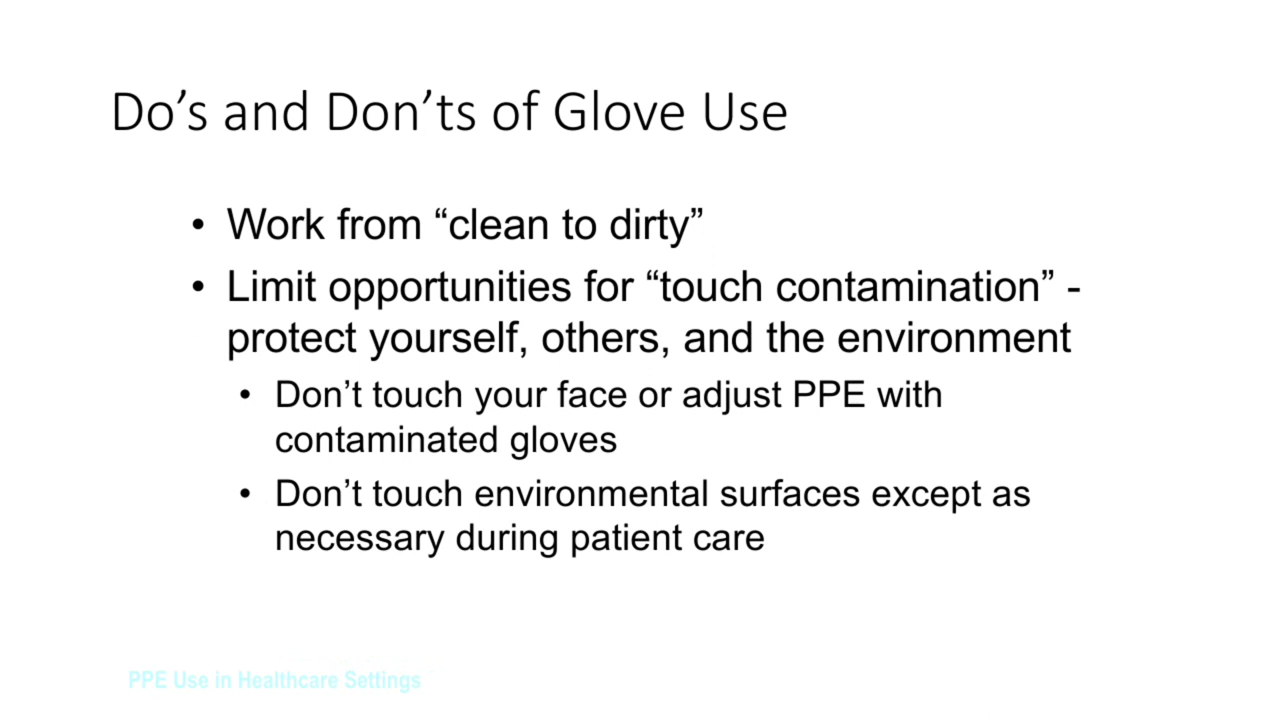 Do’s and Don’ts of Glove Use
• Work from “clean to dirty”
• Limit opportunities for “touch contamination” -
protect yourself, others, and the environment
• Don’t touch your face or adjust PPE with
contaminated gloves
• Don’t touch environmental surfaces except as
necessary during patient care
PPE Use in Healthcare Settings